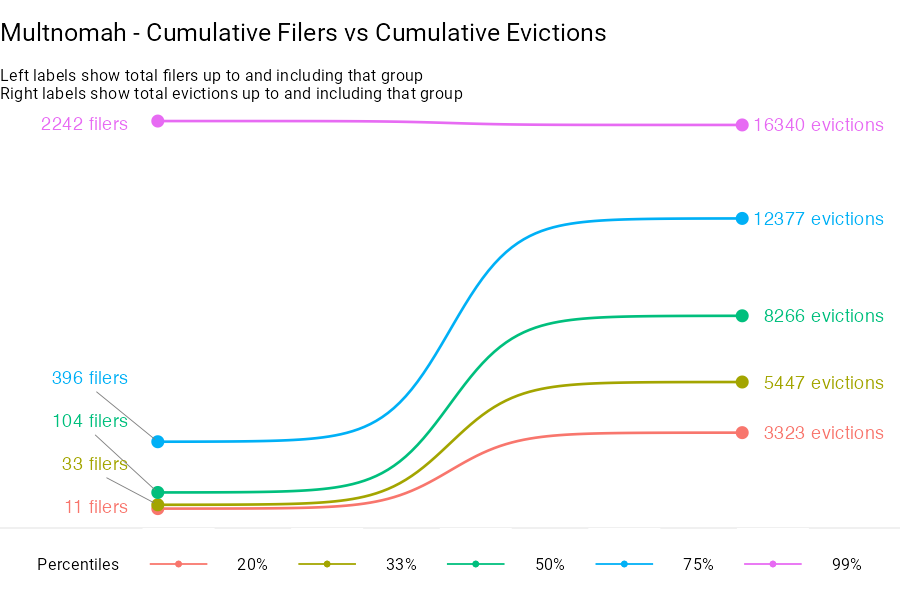 Multnomah - Cumulative Filers vs Cumulative Evictions
Left labels show total filers up to and including that group
Right labels show total evictions up to and including that group
2242 filers
16340 evictions
12377 evictions
8266 evictions
396 filers
5447 evictions
104 filers
3323 evictions
33 filers
11 filers
Percentiles 20% 33% 50% 75% 99%